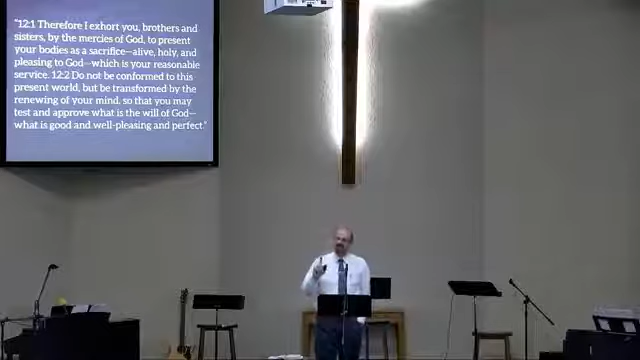 "12:1 Therefore I exhort you, brothers and
sisters, by the mercies of God, to present
your bodies as a sacrifice—alive, holy, and
pleasing to God—which is your reasonable
service. 12:2 Do not be conformed to this
present world, but be transformed by the
renewing of your mind, so that you may
test and approve what is the will of God—
what is good and well-pleasing and perfect."